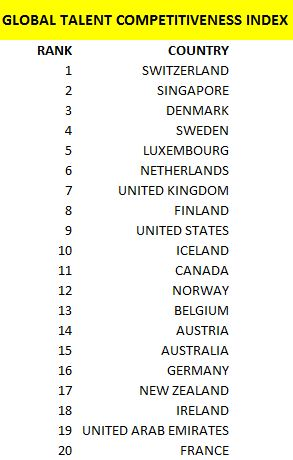 GLOBAL TALENT COMPETITIVENESS INDEX
RANK COUNTRY
1 SWITZERLAND
2 SINGAPORE
3 DENMARK
4 SWEDEN
5 LUXEMBOURG
6 NETHERLANDS
7 UNITED KINGDOM
8 FINLAND
9 UNITED STATES
10 ICELAND
11 CANADA
12 NORWAY
13 BELGIUM
14 AUSTRIA
15 AUSTRALIA
16 GERMANY
17 NEW ZEALAND
18 IRELAND
19 UNITED ARAB EMIRATES
20 FRANCE